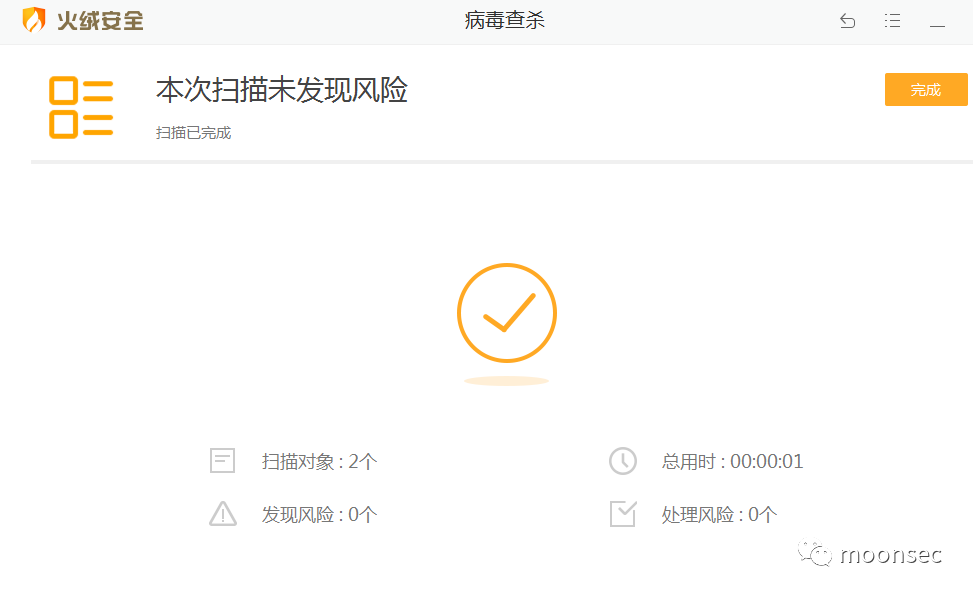 火绒安全
病毒查杀
本次扫描未发现风险
完成
扫描已完成
扫描对象 : 2个
总用时 : 00:00:01
发现风险 : 0个
处理风险 : 0个
moonsec